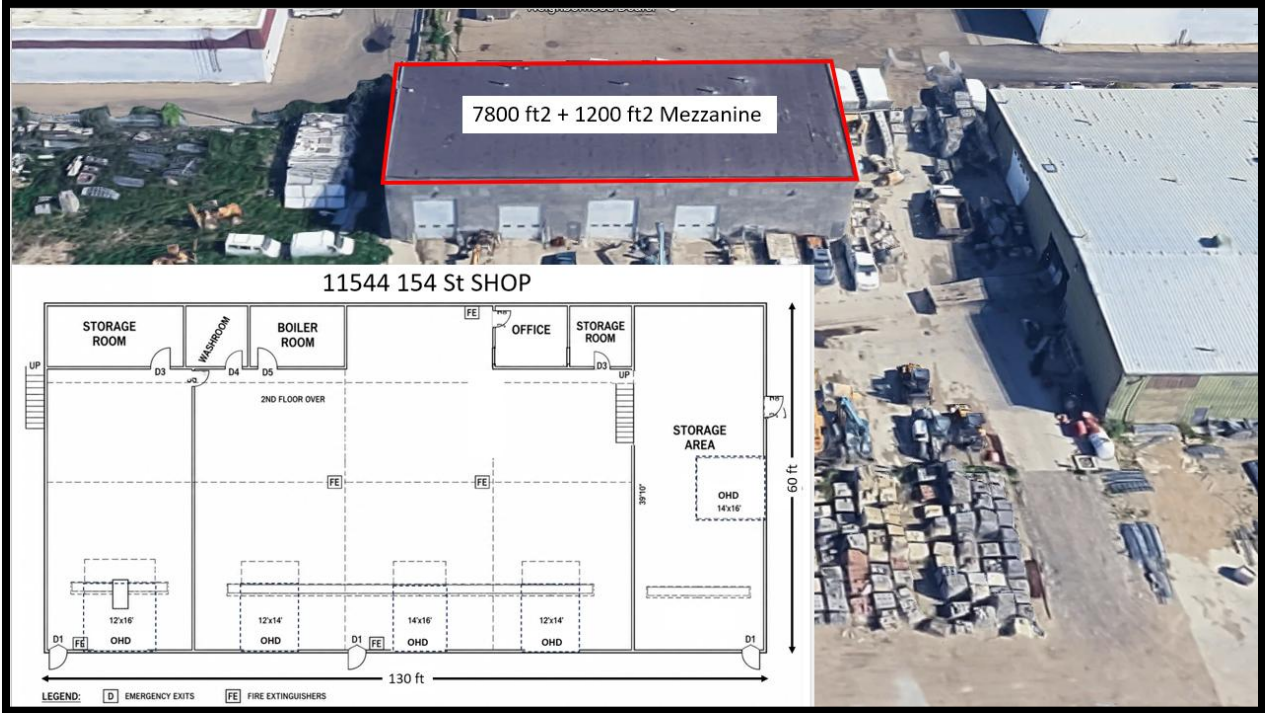 7800 ft2 + 1200 ft2 Mezzanine
11544 154 St SHOP
STORAGE
ROOM
WASHROOM
BOILER
ROOM
FE
OFFICE
STORAGE
ROOM
UP
D3
D4
D5
D3
UP
2ND FLOOR OVER
STORAGE
AREA
FE
FE
39'10"
OHD
14'x16'
60 ft
12'x16'
OHD
12'x14'
OHD
14'x16'
OHD
12'x14'
OHD
D1
FE
D1
FE
D1
130 ft
LEGEND:
D EMERGENCY EXITS
FE FIRE EXTINGUISHERS